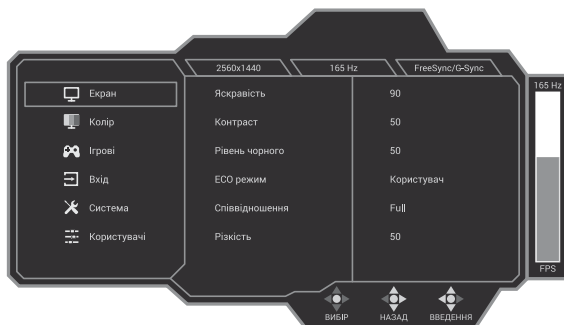 2560x1440 165 Hz FreeSync/G-Sync
165 Hz
Екран Яскравість 90
Колір Контраст 50
Ігрові Рівень чорного 50
Вхід ECO режим Користувач
Система Співвідношення Full
Користувачі Різкість 50
FPS
ВИБІР НАЗАД ВВЕДЕННЯ